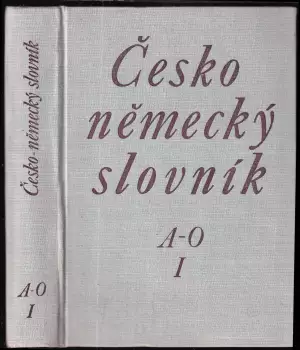 Česko-německý slovník
A-O
I
Česko
německý
slovník
A-O
I